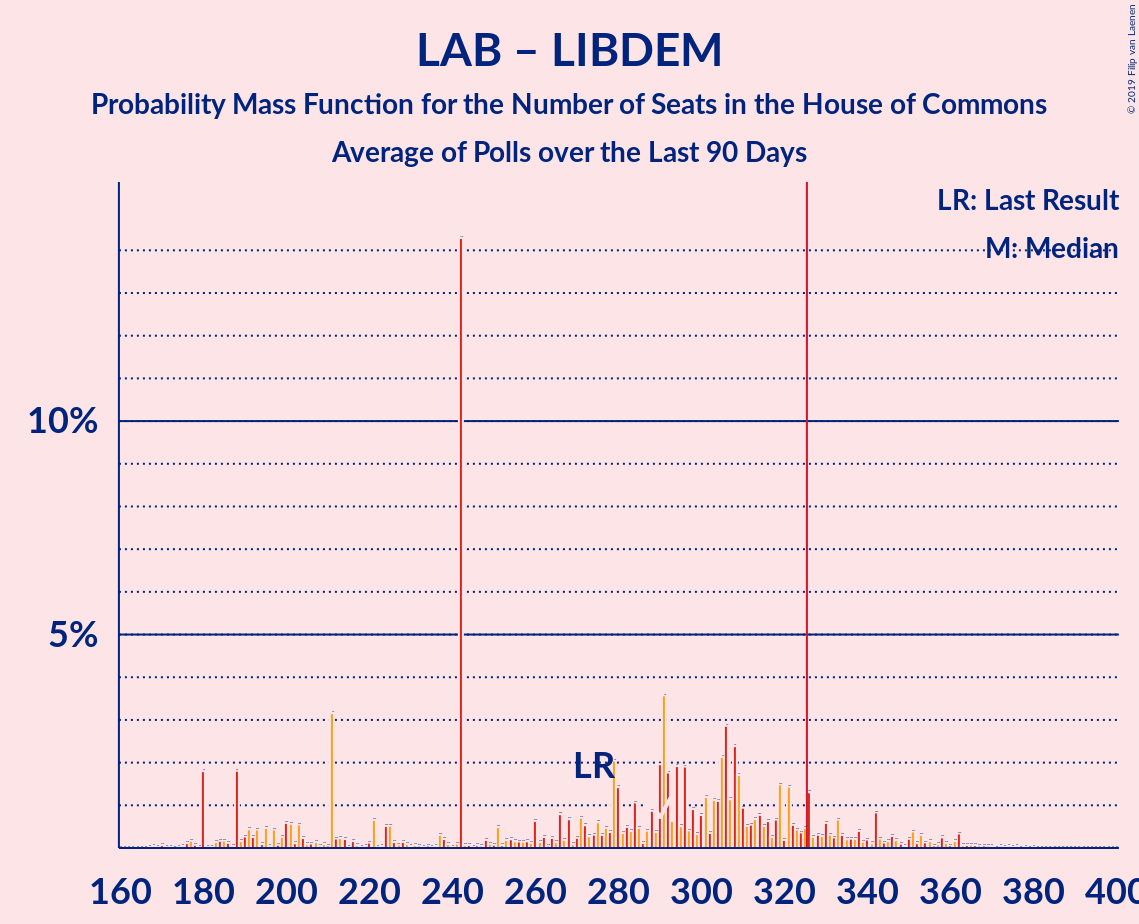 LAB – LIBDEM
Probability Mass Function for the Number of Seats in the House of Commons
Average of Polls over the Last 90 Days
© 2019 Filip van Laenen
LR: Last Result
M: Median
10%
5%
LR
160 180 200 220 240 260 280 300 320 340 360 380 400